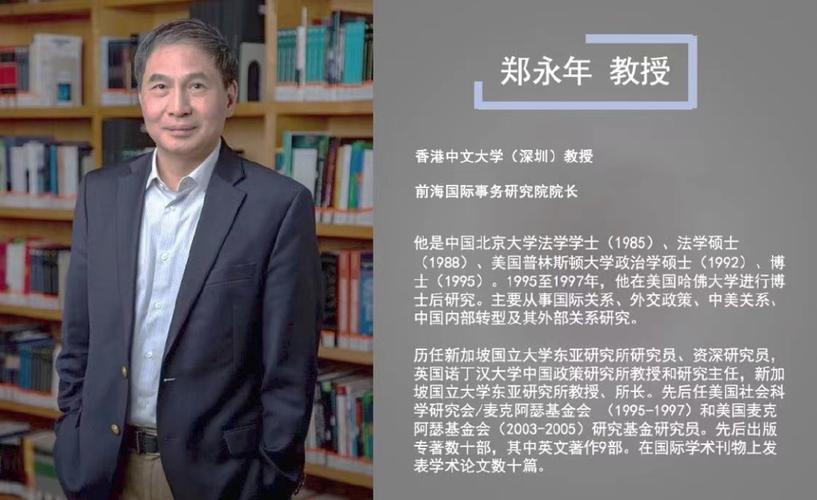 郑永年 教授
香港中文大学（深圳）教授
前海国际事务研究院院长
他是中国北京大学法学学士（1985）、法学硕士
（1988）、美国普林斯顿大学政治学硕士（1992）、博
士（1995）。1995至1997年，他在美国哈佛大学进行博
士后研究。主要从事国际关系、外交政策、中美关系、
中国内部转型及其外部关系研究。
历任新加坡国立大学东亚研究所研究员、资深研究员，
英国诺丁汉大学中国政策研究所教授和研究主任，新加
坡国立大学东亚研究所教授、所长。先后任美国社会科
学研究会/麦克阿瑟基金会 （1995-1997）和美国麦克
阿瑟基金会（2003-2005）研究基金研究员。先后出版
专著数十部，其中英文著作9部。在国际学术刊物上发
表学术论文数十篇。